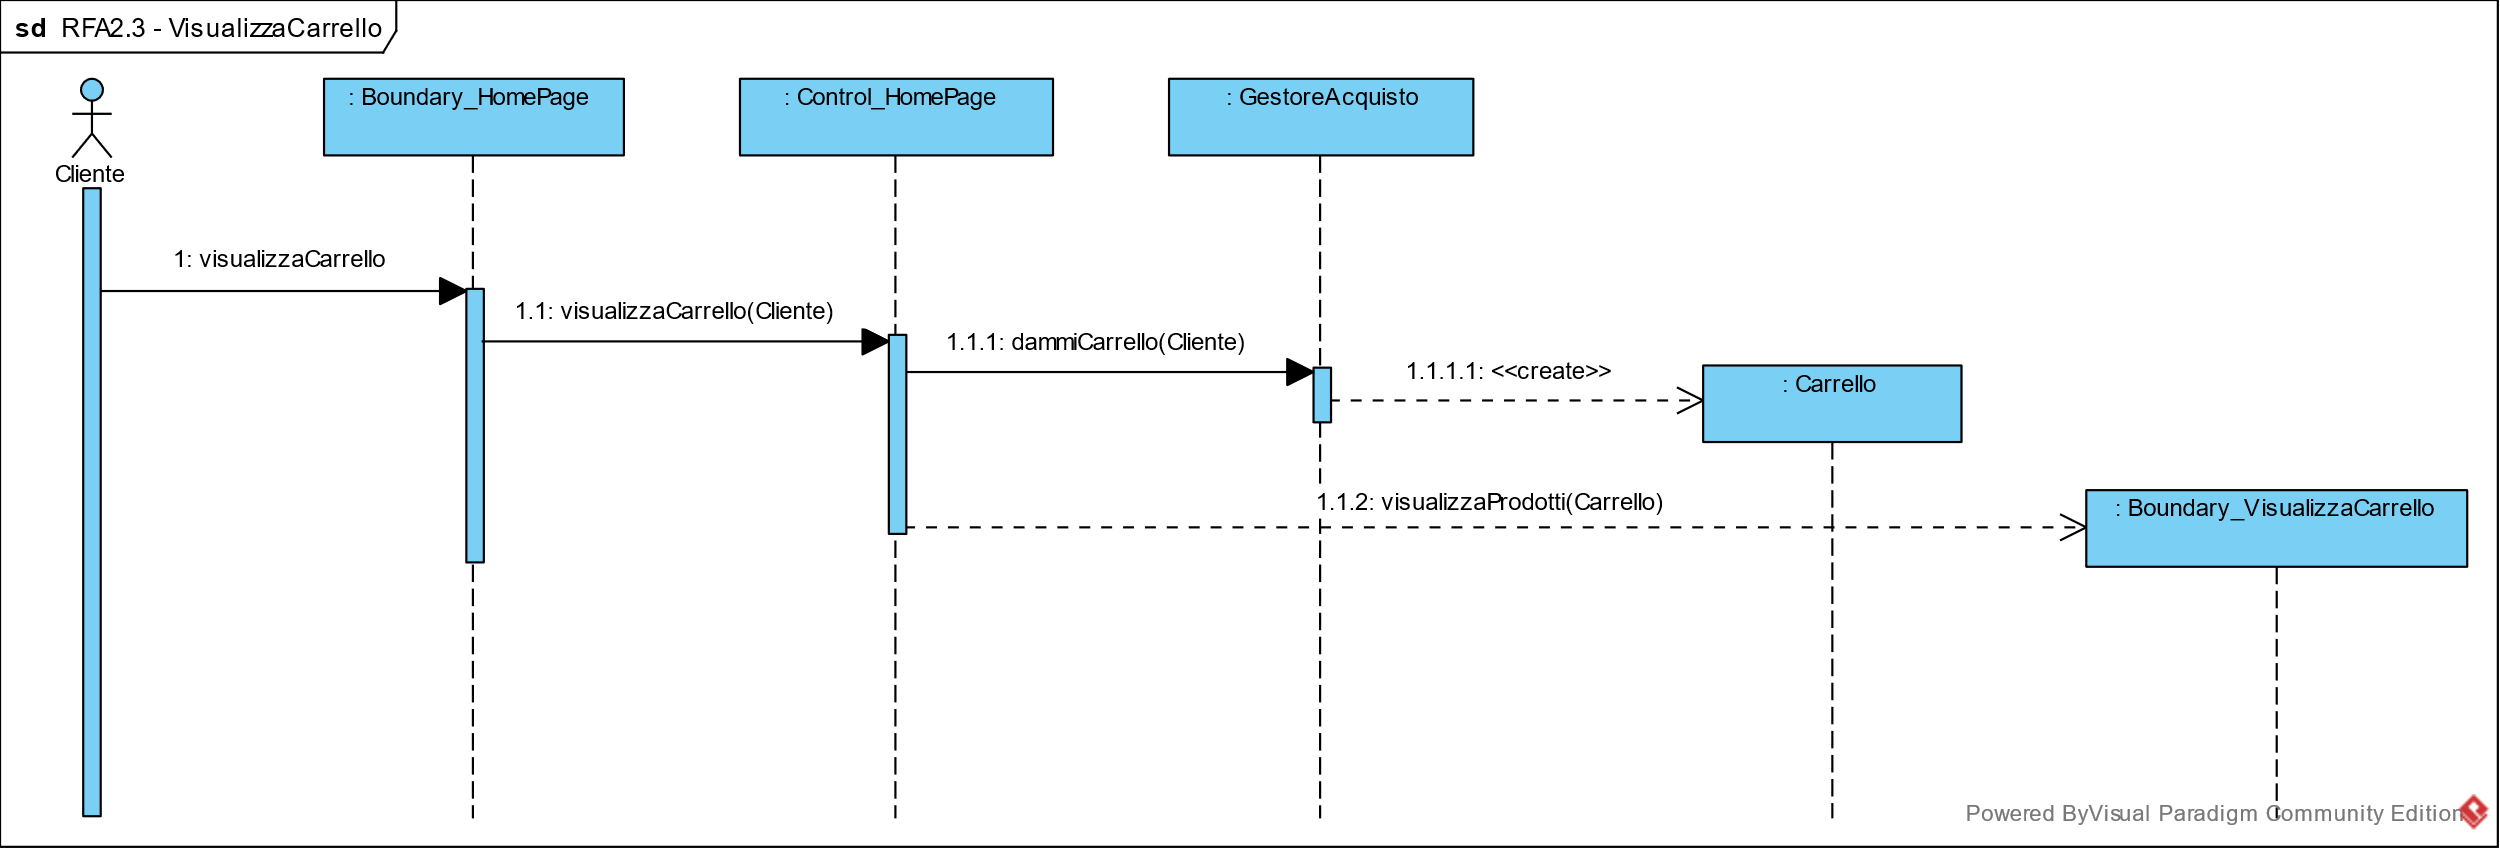 sd RFA2.3 - VisualizzaCarrello
: Boundary_HomePage
: Control_HomePage
: GestoreAcquisto
Cliente
1: visualizzaCarrello
1.1: visualizzaCarrello(Cliente)
1.1.1: dammiCarrello(Cliente)
1.1.1.1: <<create>>
: Carrello
1.1.2: visualizzaProdotti(Carrello)
: Boundary_VisualizzaCarrello
Powered ByVisual Paradigm Community Edition